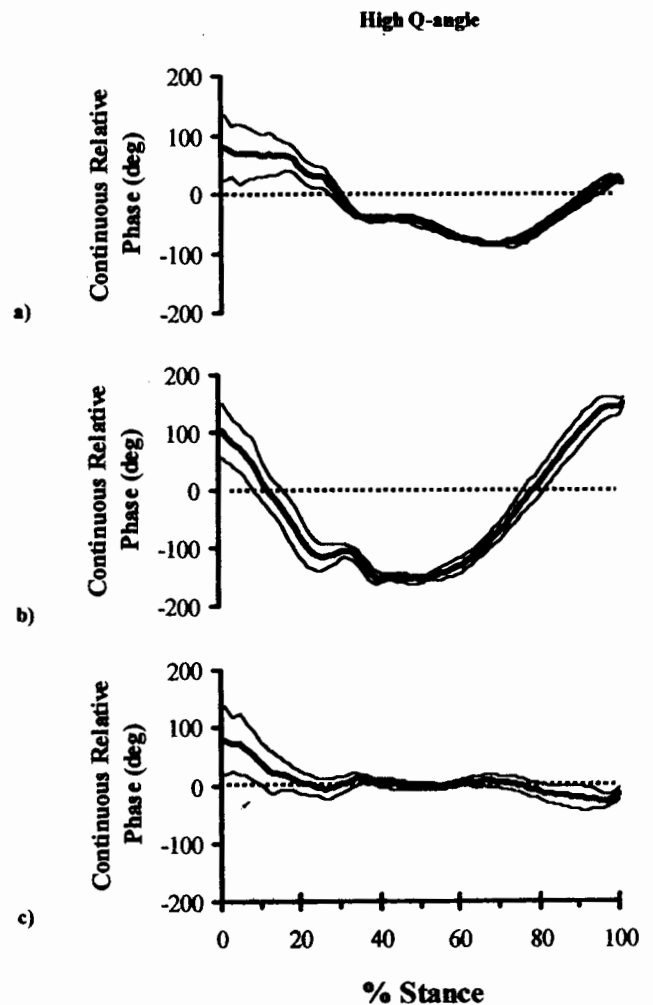 High Q-angle
Continuous Relative
Phase (deg)
200
100
0
-100
-200
a)
Continuous Relative
Phase (deg)
200
100
0
-100
-200
b)
Continuous Relative
Phase (deg)
200
100
0
-100
-200
c)
0 20 40 60 80 100
% Stance